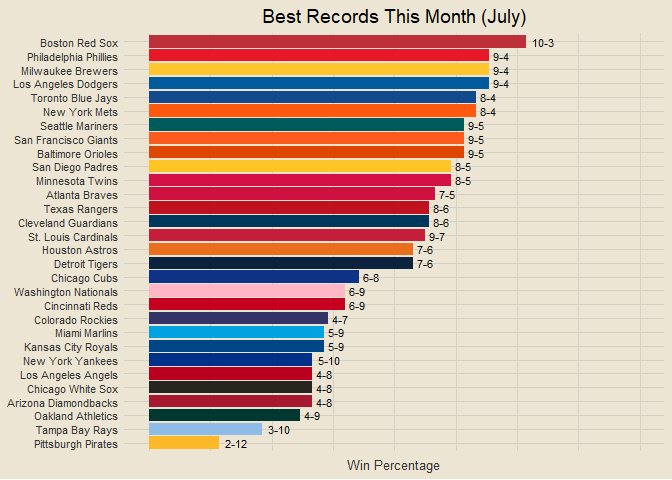 Best Records This Month (July)
Boston Red Sox 10-3
Philadelphia Phillies 9-4
Milwaukee Brewers 9-4
Los Angeles Dodgers 9-4
Toronto Blue Jays 8-4
New York Mets 8-4
Seattle Mariners 9-5
San Francisco Giants 9-5
Baltimore Orioles 9-5
San Diego Padres 8-5
Minnesota Twins 8-5
Atlanta Braves 7-5
Texas Rangers 8-6
Cleveland Guardians 8-6
St. Louis Cardinals 9-7
Houston Astros 7-6
Detroit Tigers 7-6
Chicago Cubs 6-8
Washington Nationals 6-9
Cincinnati Reds 6-9
Colorado Rockies 4-7
Miami Marlins 5-9
Kansas City Royals 5-9
New York Yankees 5-10
Los Angeles Angels 4-8
Chicago White Sox 4-8
Arizona Diamondbacks 4-8
Oakland Athletics 4-9
Tampa Bay Rays 3-10
Pittsburgh Pirates 2-12
Win Percentage